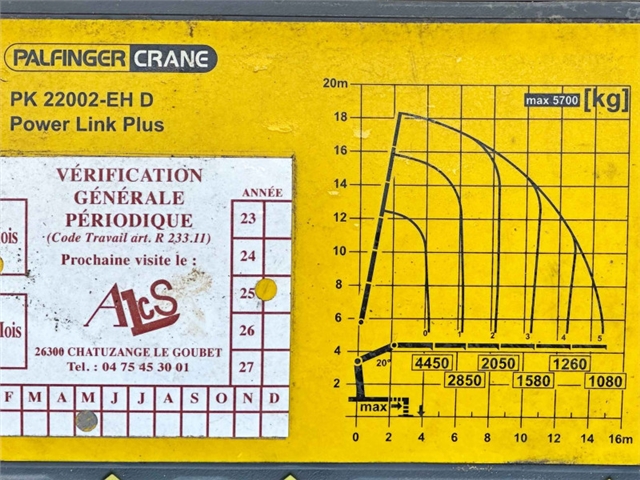 PALFINGER CRANE
PK 22002-EH D
Power Link Plus
VÉRIFICATION
GÉNÉRALE
PÉRIODIQUE
(Code Travail art. R 233.11)
Prochaine visite le :
ALCS
26300 CHATUZANGE LE GOUBET
Tel. : 04 75 45 30 01
ANNÉE
23
24
25
26
27
ois
Mois
F M A M J J A S O N D
20m
18
16
14
12
10
8
6
4
2
max 5700 [kg]
0 1 2 3 4 5
20°
4450 2050 1260
2850 1580 1080
max
0 2 4 6 8 10 12 14 16m